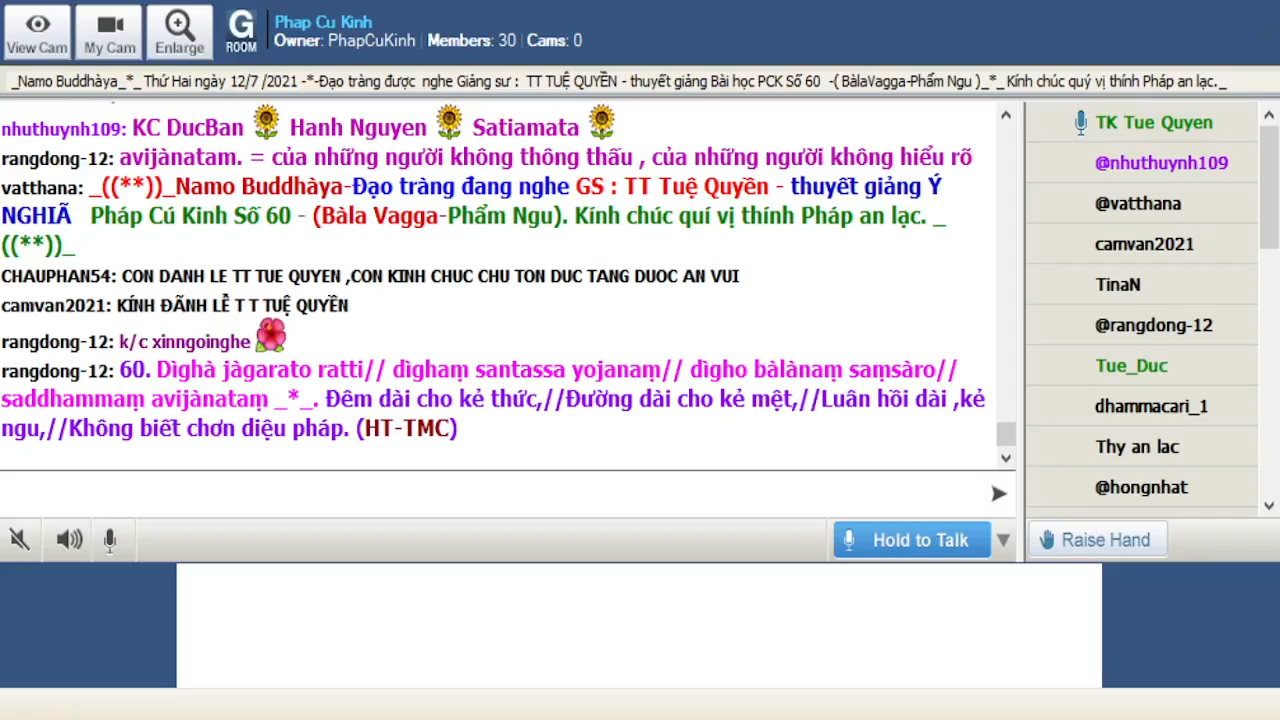 View Cam
My Cam
Enlarge
G
ROOM
Phap Cu Kinh
Owner: PhapCuKinh | Members: 30 | Cams: 0
_Namo Buddhàya_*_ Thứ Hai ngày 12/7 /2021 -*-Đạo tràng được nghe Giảng sư : TT TUỆ QUYỀN - thuyết giảng Bài học PCK Số 60 -( BàlaVagga-Phẩm Ngu )_*_ Kính chúc quý vị thính Pháp an lạc._
nhuthuynh109: KC DucBan Hanh Nguyen Satiamata
rangdong-12: avijànatam. = của những người không thông thấu , của những người không hiểu rõ
vatthana: _((**))_Namo Buddhàya-Đạo tràng đang nghe GS : TT Tuệ Quyền - thuyết giảng Ý
NGHIÃ Pháp Cú Kinh Số 60 - (Bàla Vagga-Phẩm Ngu). Kính chúc quí vị thính Pháp an lạc. _
((**))_
CHAUPHAN54: CON DANH LE TT TUE QUYEN ,CON KINH CHUC CHU TON DUC TANG DUOC AN VUI
camvan2021: KÍNH ĐÃNH LỄ T T TUỆ QUYỀN
rangdong-12: k/c xinngoinghe
rangdong-12: 60. Dìghà jàgarato ratti// dìghaṃ santassa yojanaṃ// dìgho bàlànaṃ saṃsàro//
saddhammaṃ avijànataṃ _*_. Đêm dài cho kẻ thức,//Đường dài cho kẻ mệt,//Luân hồi dài ,kẻ
ngu,//Không biết chơn diệu pháp. (HT-TMC)
TK Tue Quyen
@nhuthuynh109
@vatthana
camvan2021
TinaN
@rangdong-12
Tue_Duc
dhammacari_1
Thy an lac
@hongnhat
Hold to Talk
Raise Hand